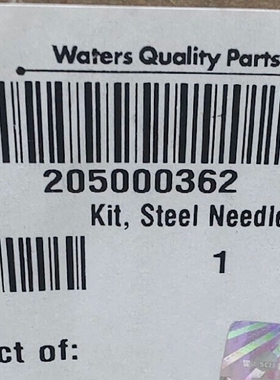 Waters Quality Parts
205000362
Kit, Steel Needle
1
ct of: